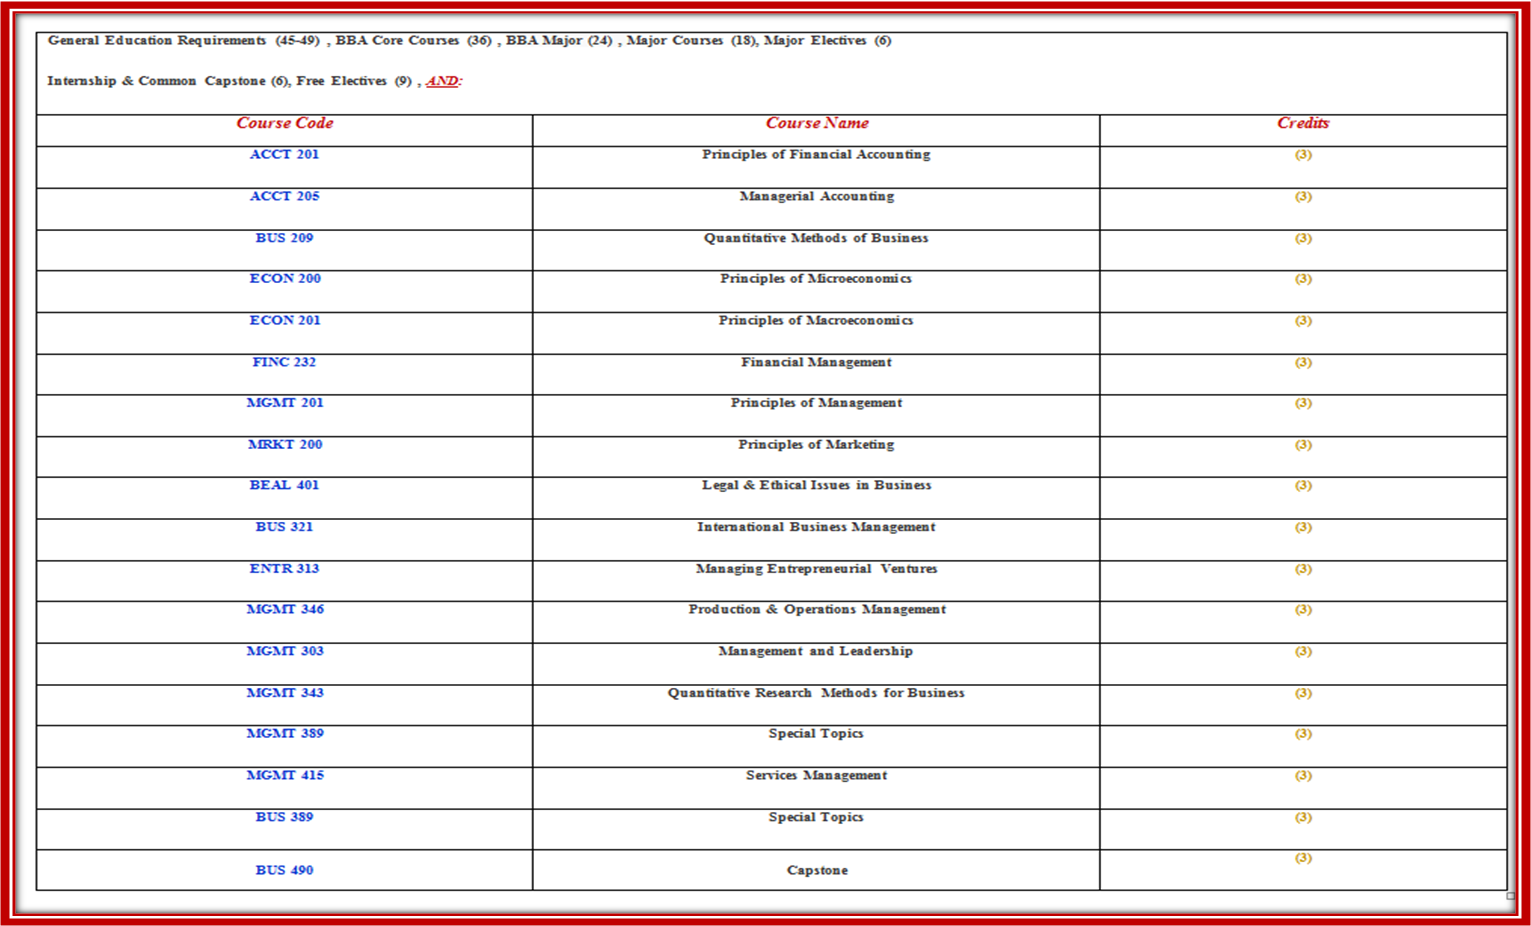 General Education Requirements (45-49) , BBA Core Courses (36) , BBA Major (24) , Major Courses (18), Major Electives (6)
Internship & Common Capstone (6), Free Electives (9) , AND:
Course Code Course Name Credits
ACCT 201 Principles of Financial Accounting (3)
ACCT 205 Managerial Accounting (3)
BUS 209 Quantitative Methods of Business (3)
ECON 200 Principles of Microeconomics (3)
ECON 201 Principles of Macroeconomics (3)
FINC 232 Financial Management (3)
MGMT 201 Principles of Management (3)
MRKT 200 Principles of Marketing (3)
BEAL 401 Legal & Ethical Issues in Business (3)
BUS 321 International Business Management (3)
ENTR 313 Managing Entrepreneurial Ventures (3)
MGMT 346 Production & Operations Management (3)
MGMT 303 Management and Leadership (3)
MGMT 343 Quantitative Research Methods for Business (3)
MGMT 389 Special Topics (3)
MGMT 415 Services Management (3)
BUS 389 Special Topics (3)
BUS 490 Capstone (3)